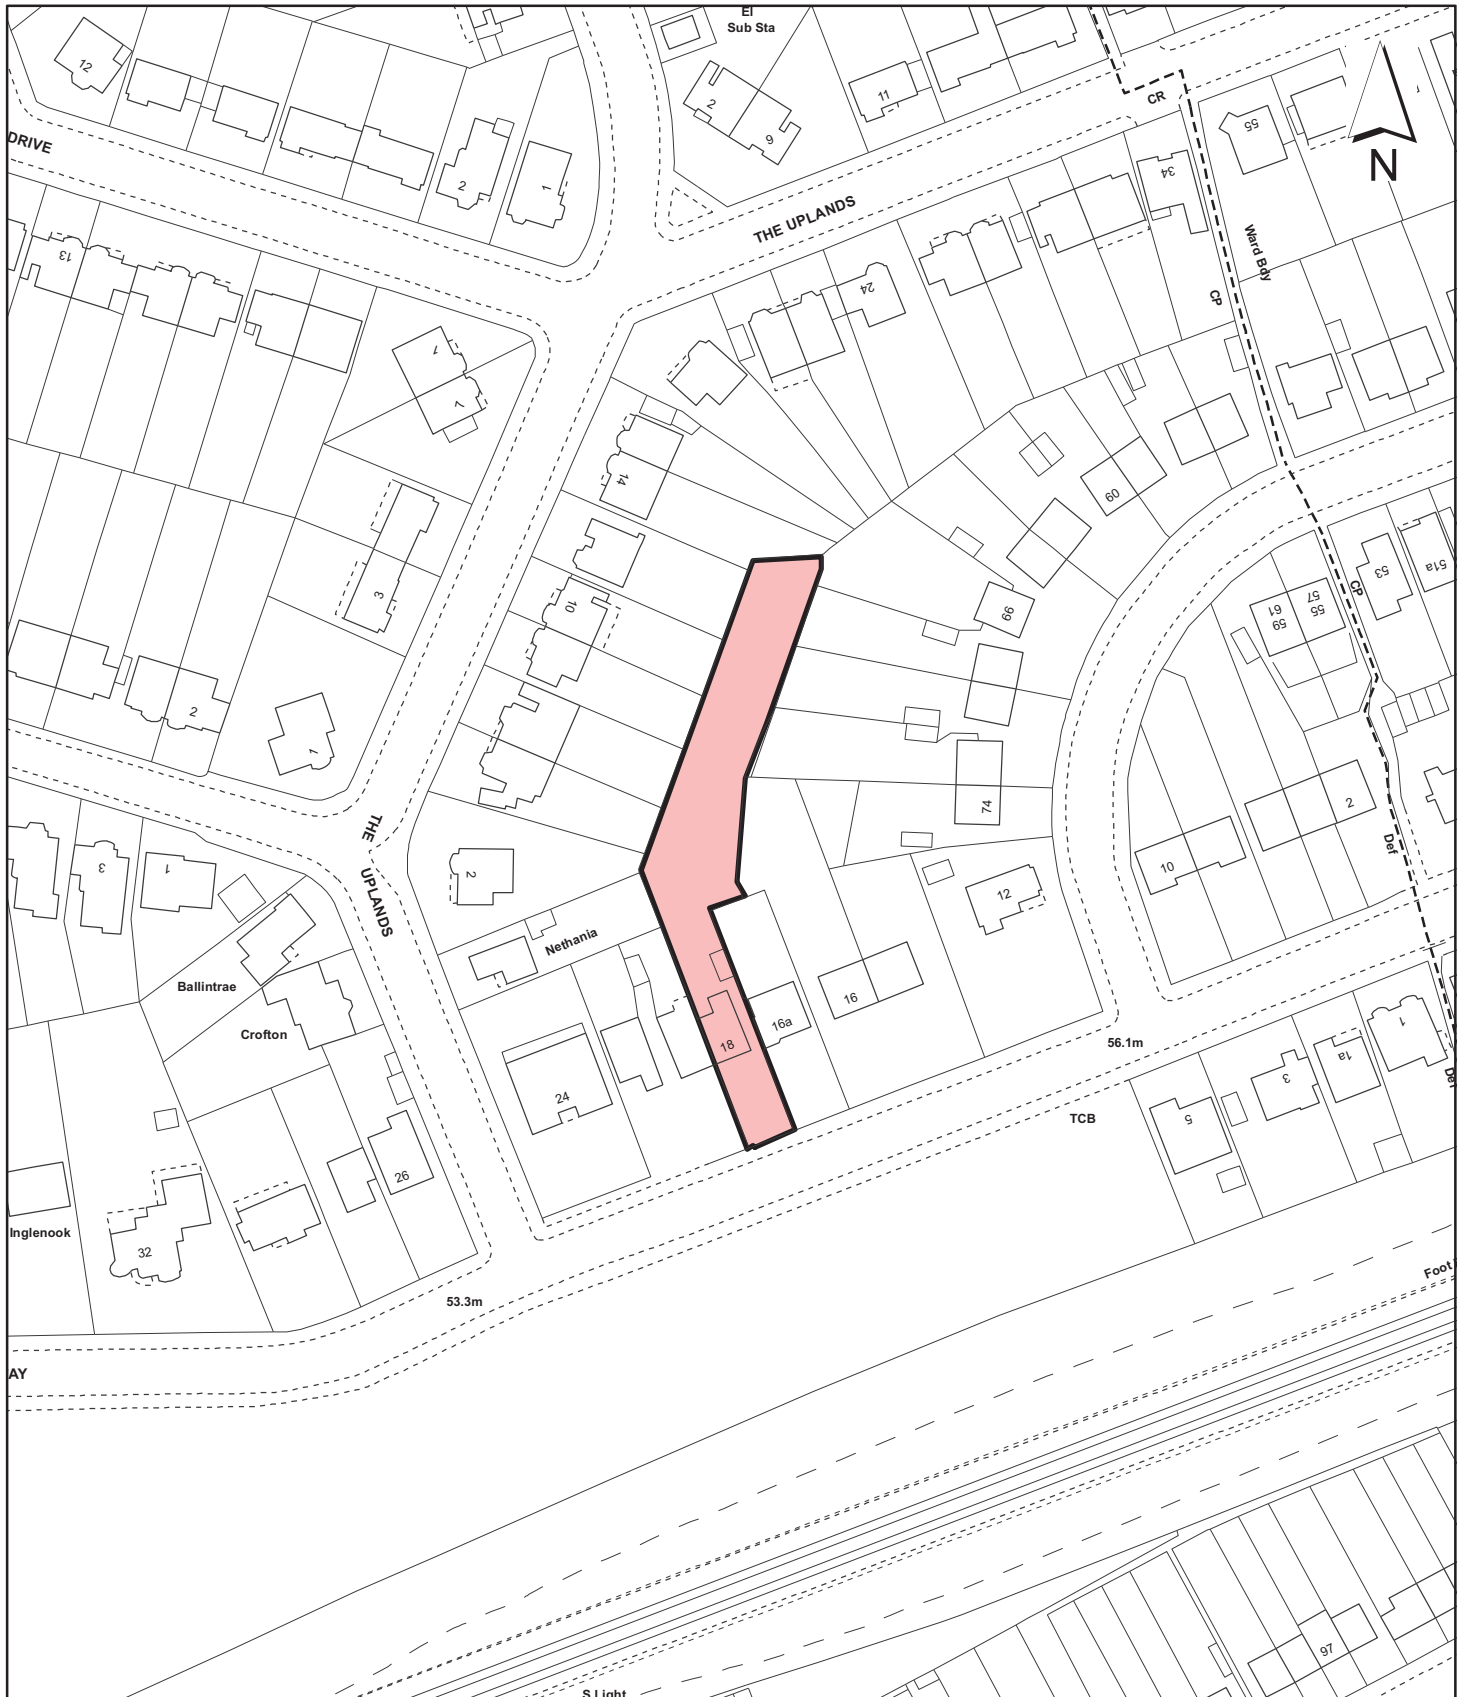 El
Sub Sta
12
2
9
11
CR
55
N
DRIVE
2
1
34
THE UPLANDS
Ward Bdy
13
24
CP
7
1
14
60
3
10
66
CP
53
51a
61
59
57
55
2
1
74
2
10
Def
THE
UPLANDS
3
1
2
12
Nethania
Ballintrae
16
Crofton
18
16a
56.1m
1
1a
3
Def
24
TCB
5
26
Inglenook
32
53.3m
Foot
AY
97
S Light